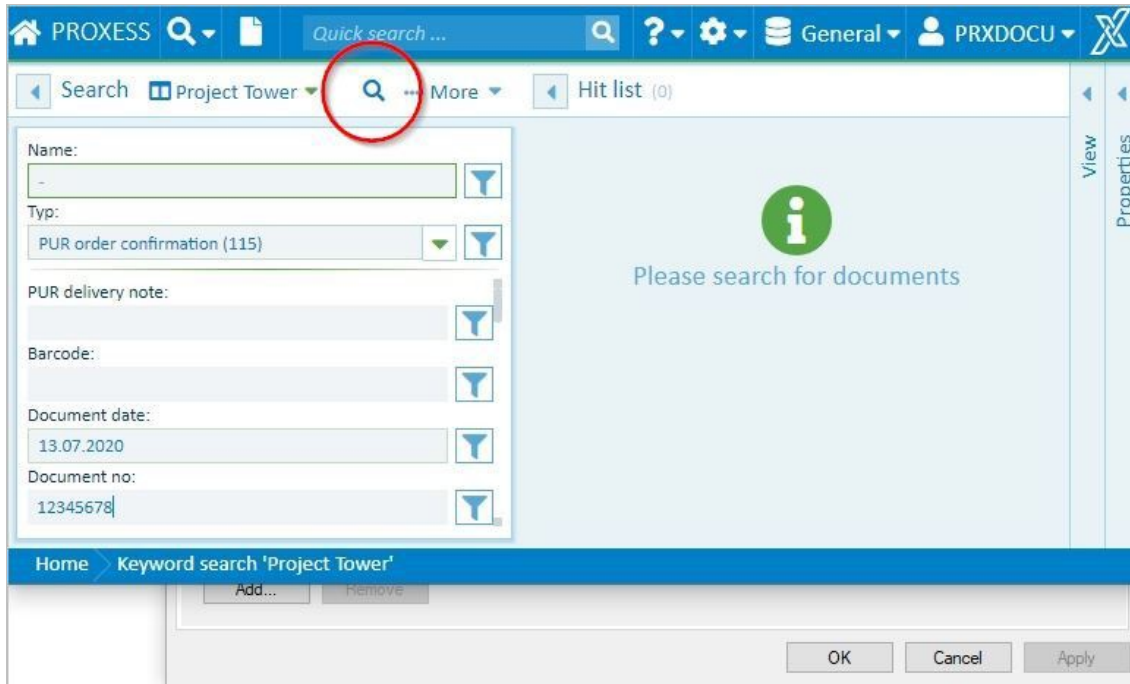 PROXESS Quick search ... ? General PRXDOCU X
Search Project Tower ... More Hit list (0)
View
Properties
Name:
-
Typ:
PUR order confirmation (115)
PUR delivery note:
Barcode:
Document date:
13.07.2020
Document no:
12345678
Please search for documents
Home Keyword search 'Project Tower'
Add... Remove
OK Cancel Apply